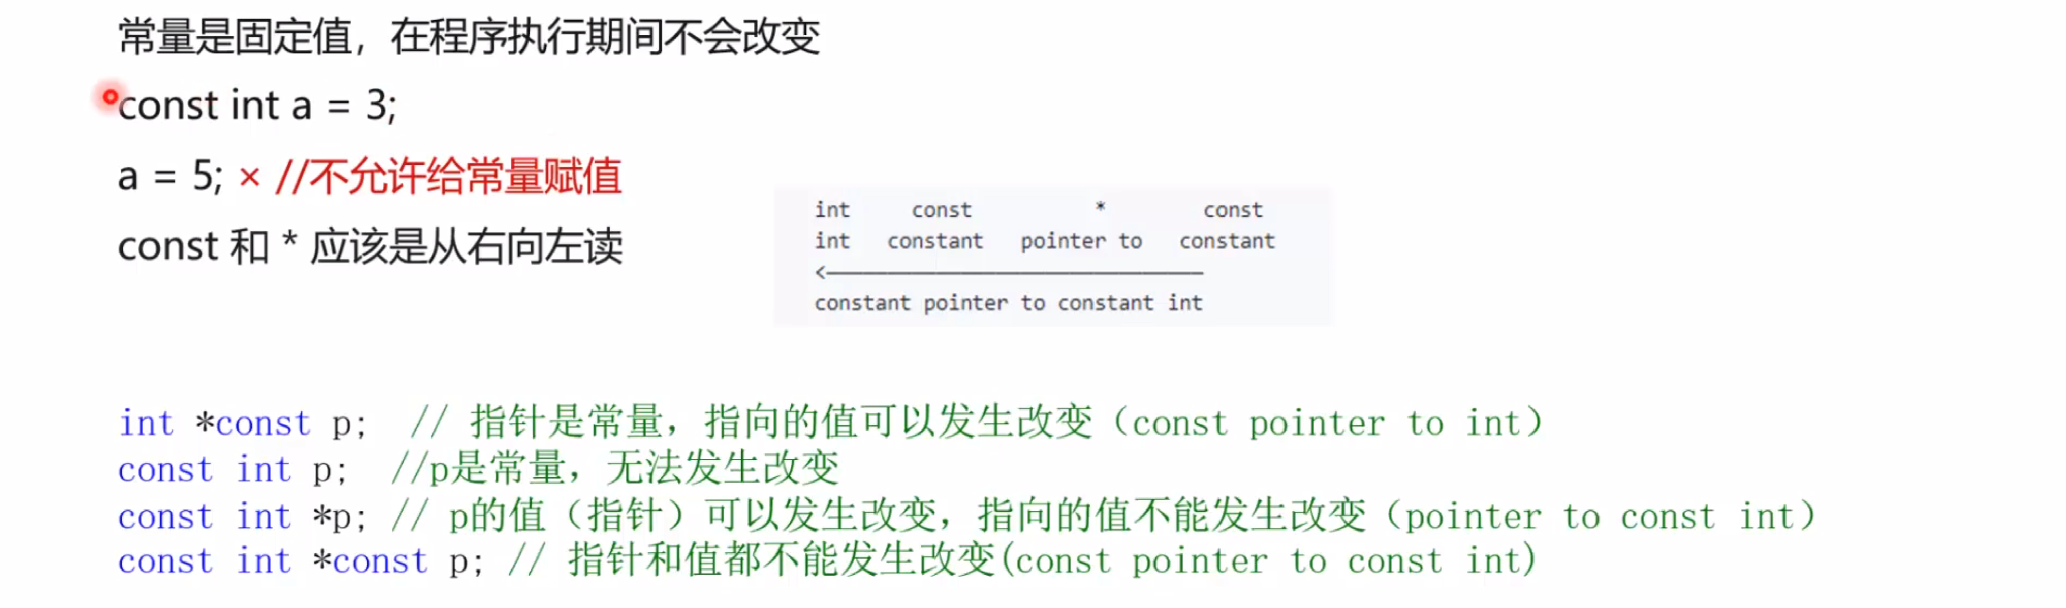 常量是固定值，在程序执行期间不会改变
const int a = 3;
a = 5; × //不允许给常量赋值
const 和 * 应该是从右向左读
int const * const
int constant pointer to constant
<
constant pointer to constant int
int *const p; // 指针是常量，指向的值可以发生改变（const pointer to int）
const int p; //p是常量，无法发生改变
const int *p; // p的值（指针）可以发生改变，指向的值不能发生改变（pointer to const int）
const int *const p; // 指针和值都不能发生改变(const pointer to const int)